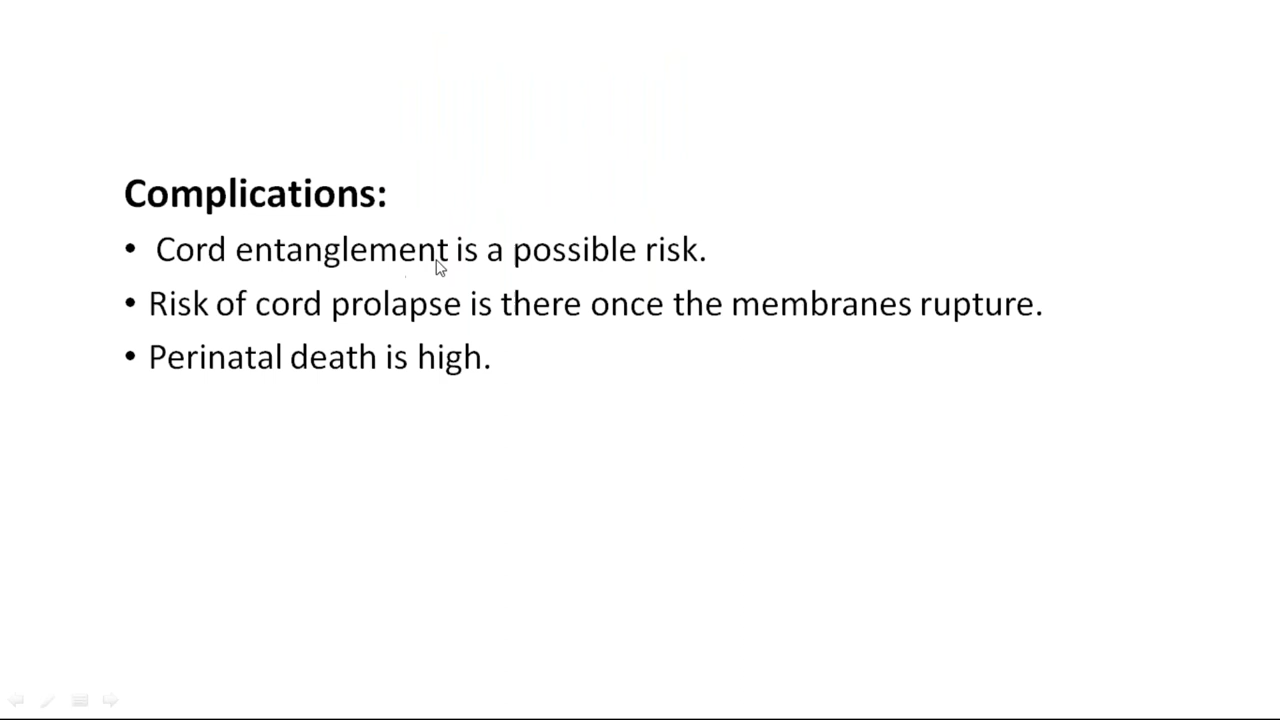 Complications:
• Cord entanglement is a possible risk.
• Risk of cord prolapse is there once the membranes rupture.
• Perinatal death is high.